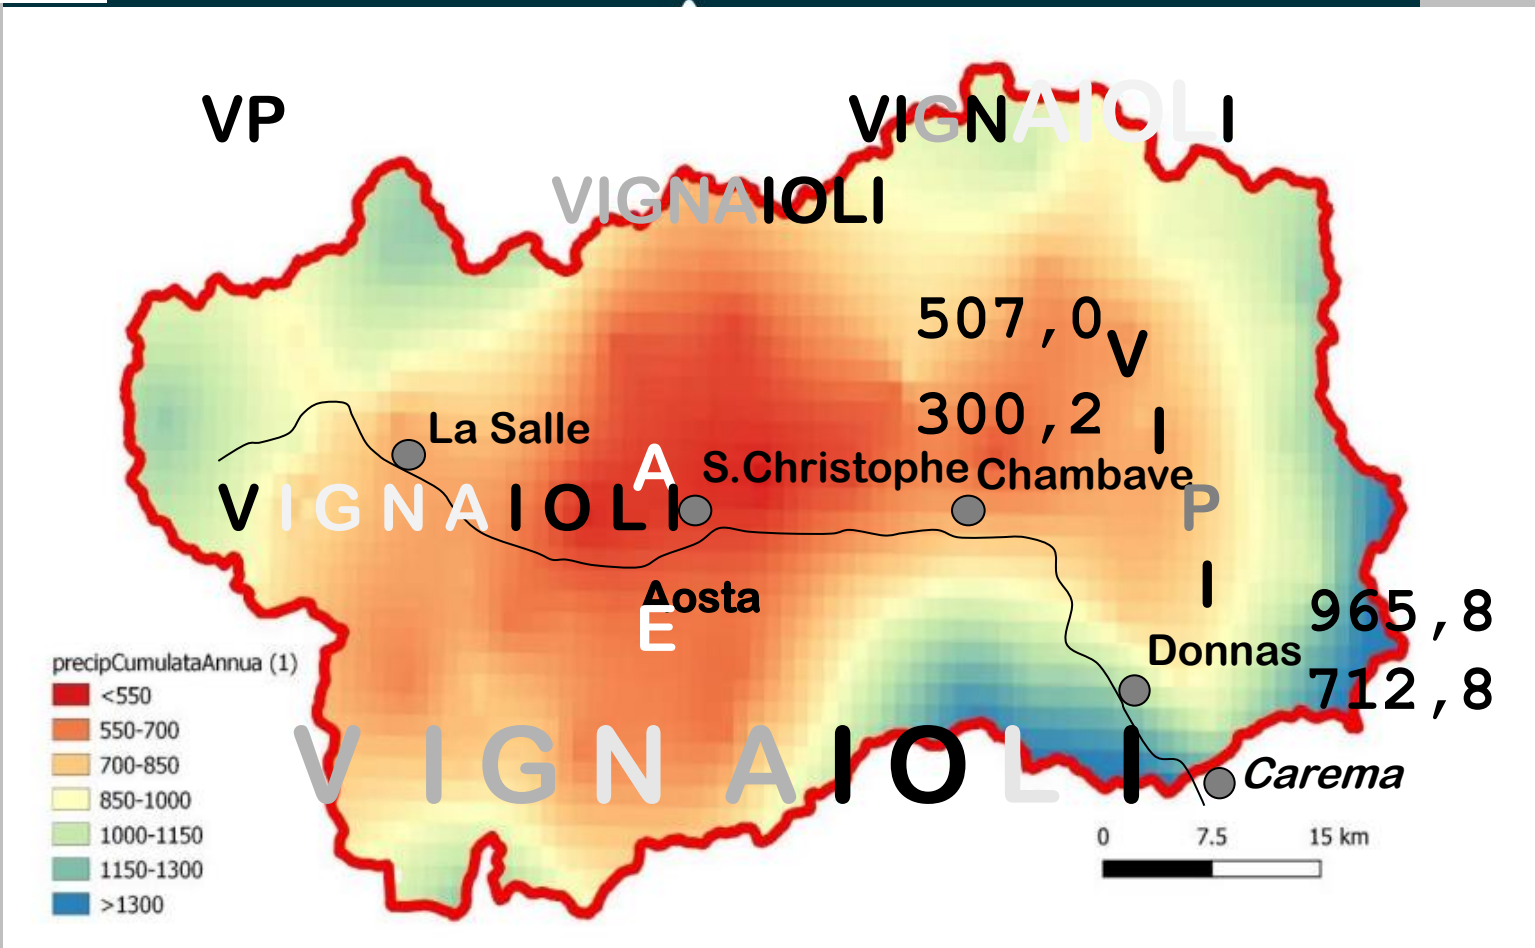 VP
VIGNAIOLI
VIGNAIOLI
507,0
V
300,2
I
La Salle
A
S.Christophe
Chambave
VIGNAIOLI
P
I
Aosta
E
965,8
Donnas
712,8
precipCumulataAnnua (1)
<550
550-700
700-850
850-1000
1000-1150
1150-1300
>1300
VIGNAIOLI
Carema
0 7.5 15 km